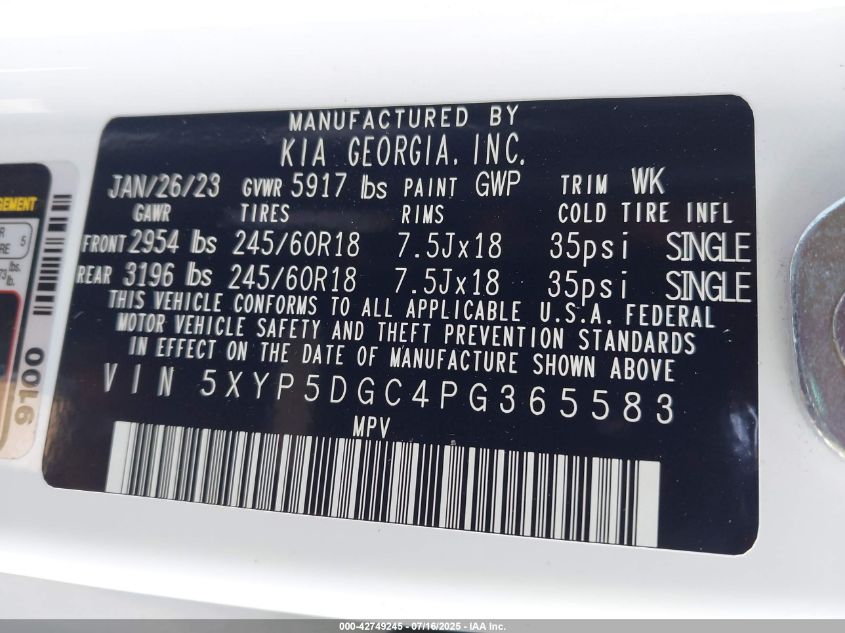 MANUFACTURED BY
KIA GEORGIA, INC.
JAN/26/23 GVWR 5917 lbs PAINT GWP TRIM WK
GAWR TIRES RIMS COLD TIRE INFL
FRONT 2954 lbs 245/60R18 7.5Jx18 35psi SINGLE
REAR 3196 lbs 245/60R18 7.5Jx18 35psi SINGLE
THIS VEHICLE CONFORMS TO ALL APPLICABLE U.S.A. FEDERAL
MOTOR VEHICLE SAFETY AND THEFT PREVENTION STANDARDS
IN EFFECT ON THE DATE OF MANUFACTURE SHOWN ABOVE
VIN 5XYP5DGC4PG365583
MPV
9100
000-42749245 - 07/16/2025 - IAA Inc.